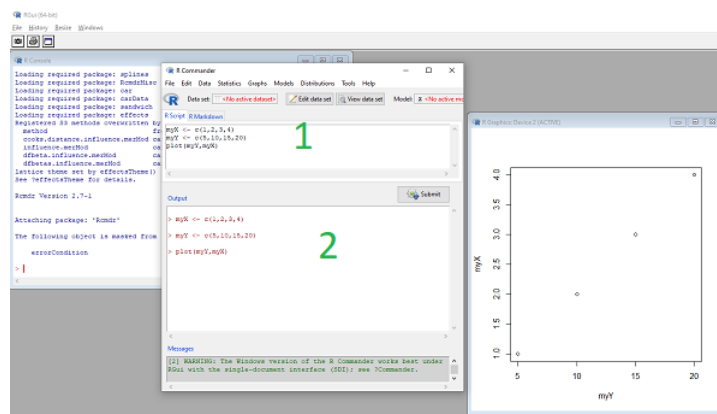 RGui (64-bit)
File History Resize Windows
R Console
Loading required package: splines
Loading required package: RcmdrMisc
Loading required package: car
Loading required package: carData
Loading required package: sandwich
Loading required package: effects
Registered S3 methods overwritten by
method
cooks.distance.influence.merMod
influence.merMod
dfbeta.influence.merMod
dfbetas.influence.merMod
lattice theme set by effectsTheme()
See ?effectsTheme for details.
Rcmdr Version 2.7-1
Attaching package: 'Rcmdr'
The following object is masked from
errorCondition
>
R Commander
File Edit Data Statistics Graphs Models Distributions Tools Help
R Data set: <No active dataset> Edit data set View data set Model: <No active
R Script R Markdown
myX <- c(1,2,3,4)
myY <- c(5,10,15,20)
plot(myY,myX)
1
Submit
Output
> myX <- c(1,2,3,4)
> myY <- c(5,10,15,20)
> plot(myY,myX)
2
Messages
[2] WARNING: The Windows version of the R Commander works best under
RGui with the single-document interface (SDI); see ?Commander.
R Graphics: Device 2 (ACTIVE)
4.0
3.5
3.0
2.5
2.0
1.5
1.0
myX
5 10 15 20
myY